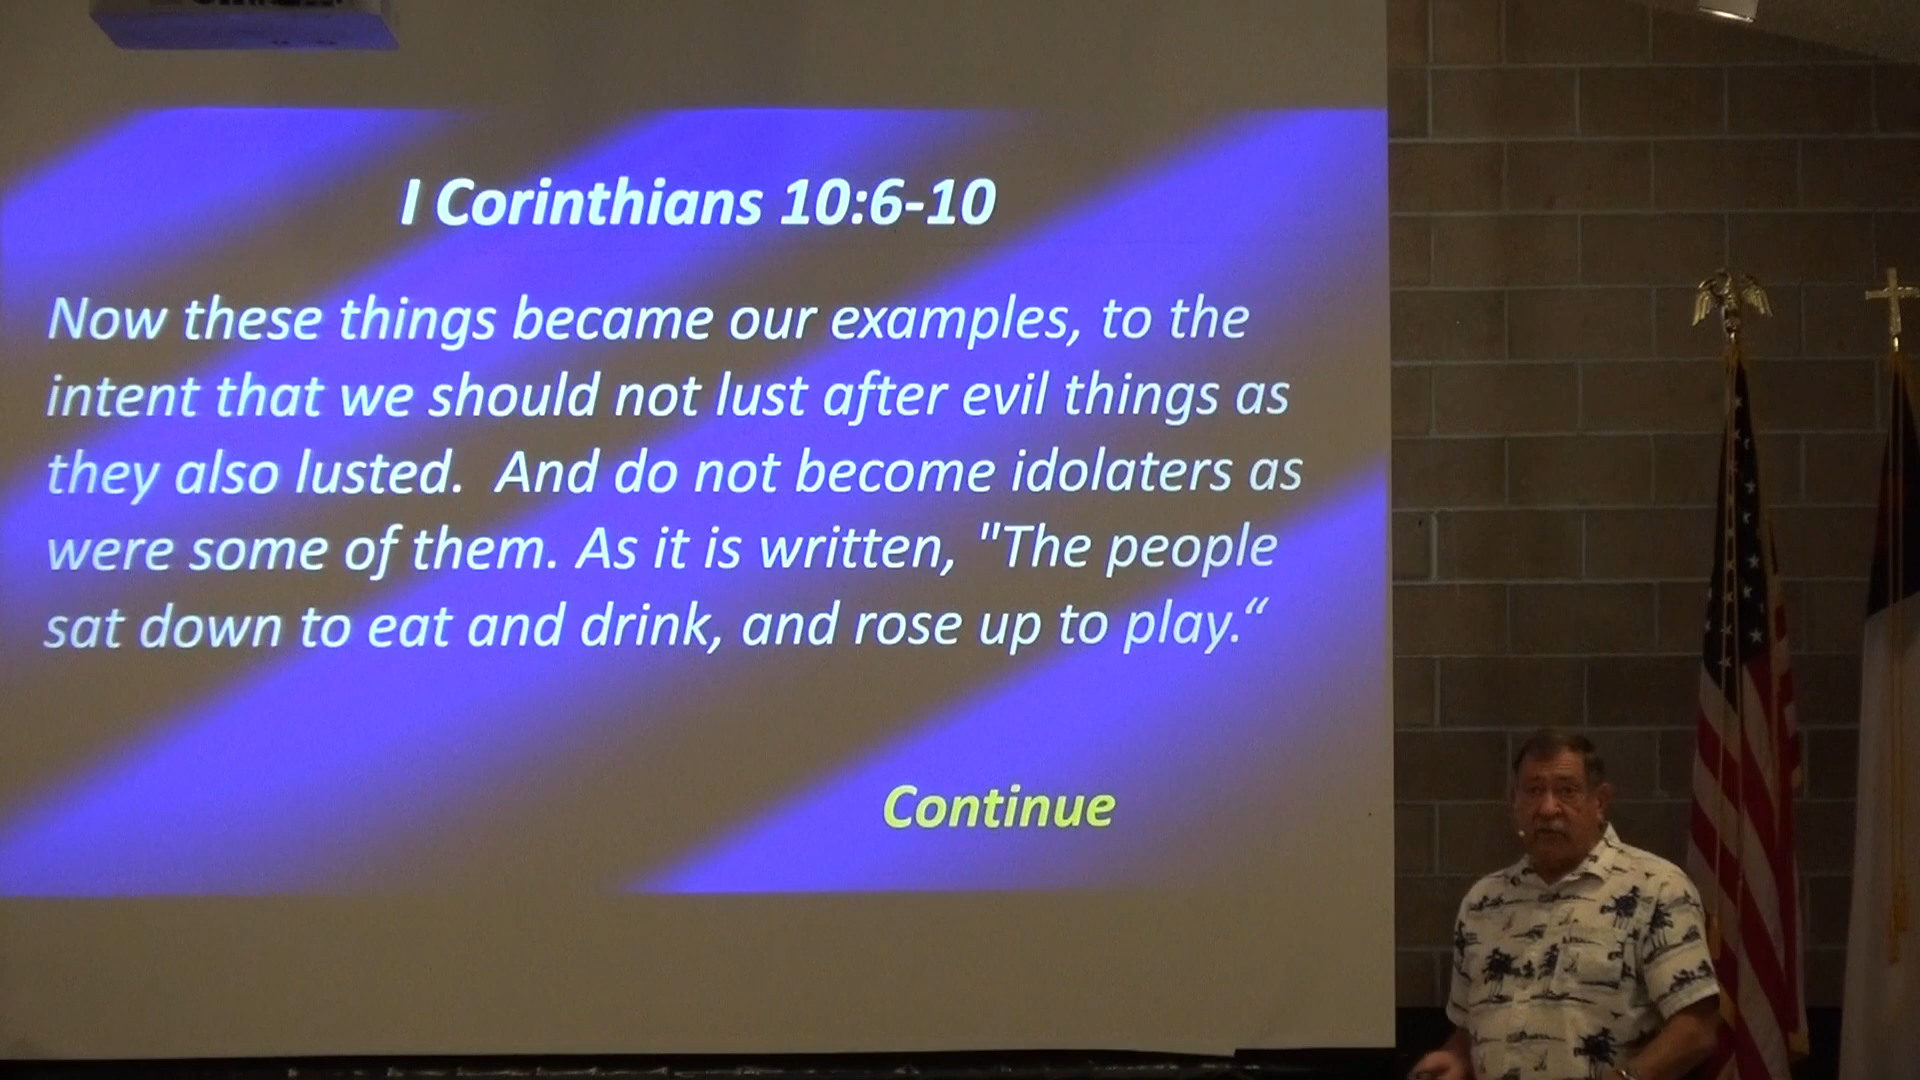 I Corinthians 10:6-10
Now these things became our examples, to the
intent that we should not lust after evil things as
they also lusted.  And do not become idolaters as
were some of them. As it is written, "The people
sat down to eat and drink, and rose up to play.“
Continue